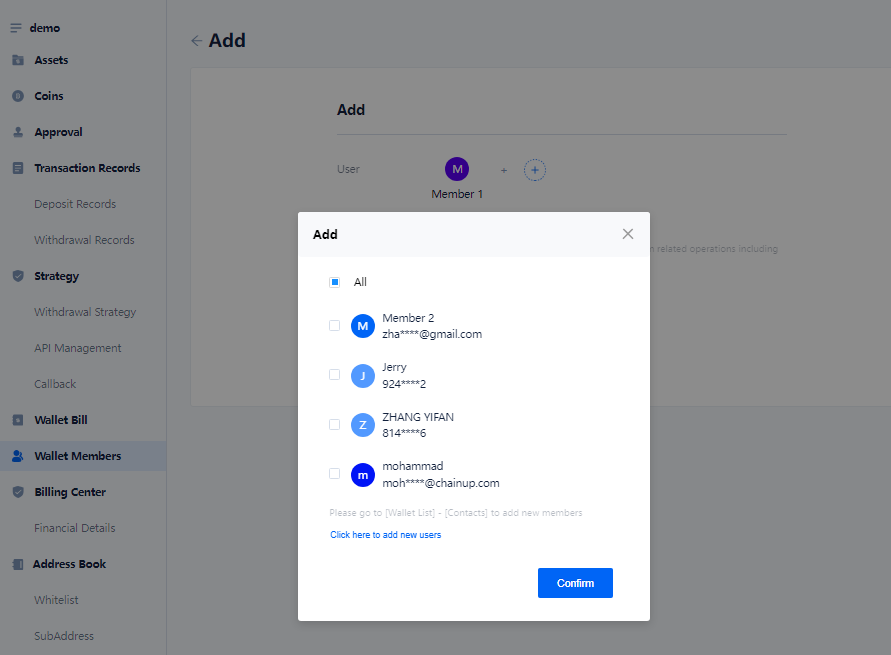 demo
Assets
Coins
Approval
Transaction Records
Deposit Records
Withdrawal Records
Strategy
Withdrawal Strategy
API Management
Callback
Wallet Bill
Wallet Members
Billing Center
Financial Details
Address Book
Whitelist
SubAddress
← Add
Add
User
M
+
+
Member 1
related operations including
Add
All
M
Member 2
zha****@gmail.com
J
Jerry
924****2
Z
ZHANG YIFAN
814****6
m
mohammad
moh****@chainup.com
Please go to [Wallet List] - [Contacts] to add new members
Click here to add new users
Confirm